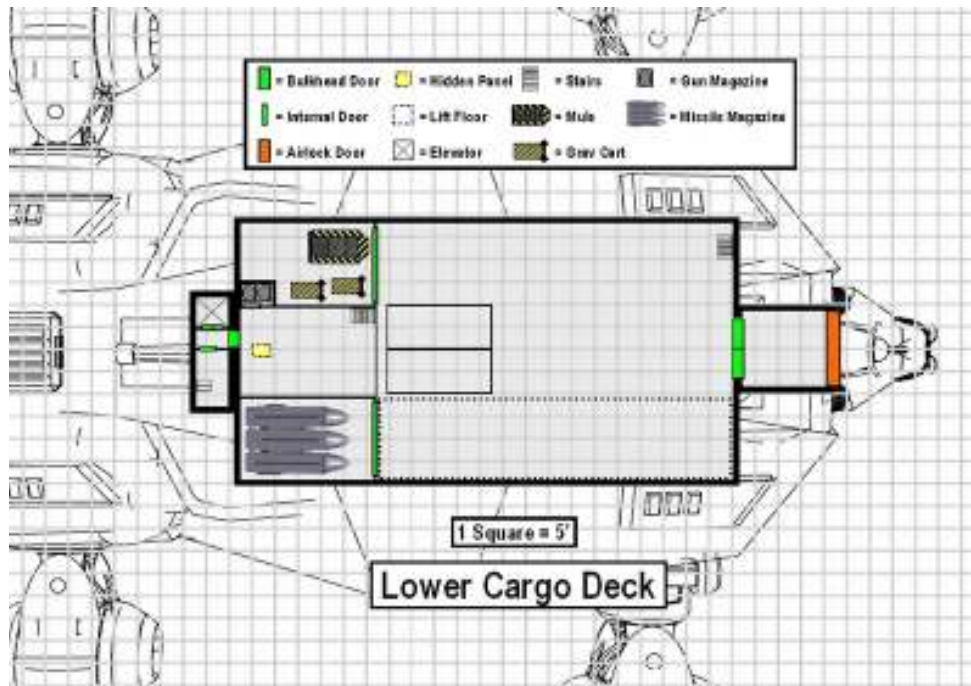 = Bulkhead Door = Hidden Panel = Stairs = Gun Magazine
= Internal Door = Lift Floor = Mule = Missile Magazine
= Airlock Door = Elevator = Grav Cart
1 Square = 5'
Lower Cargo Deck